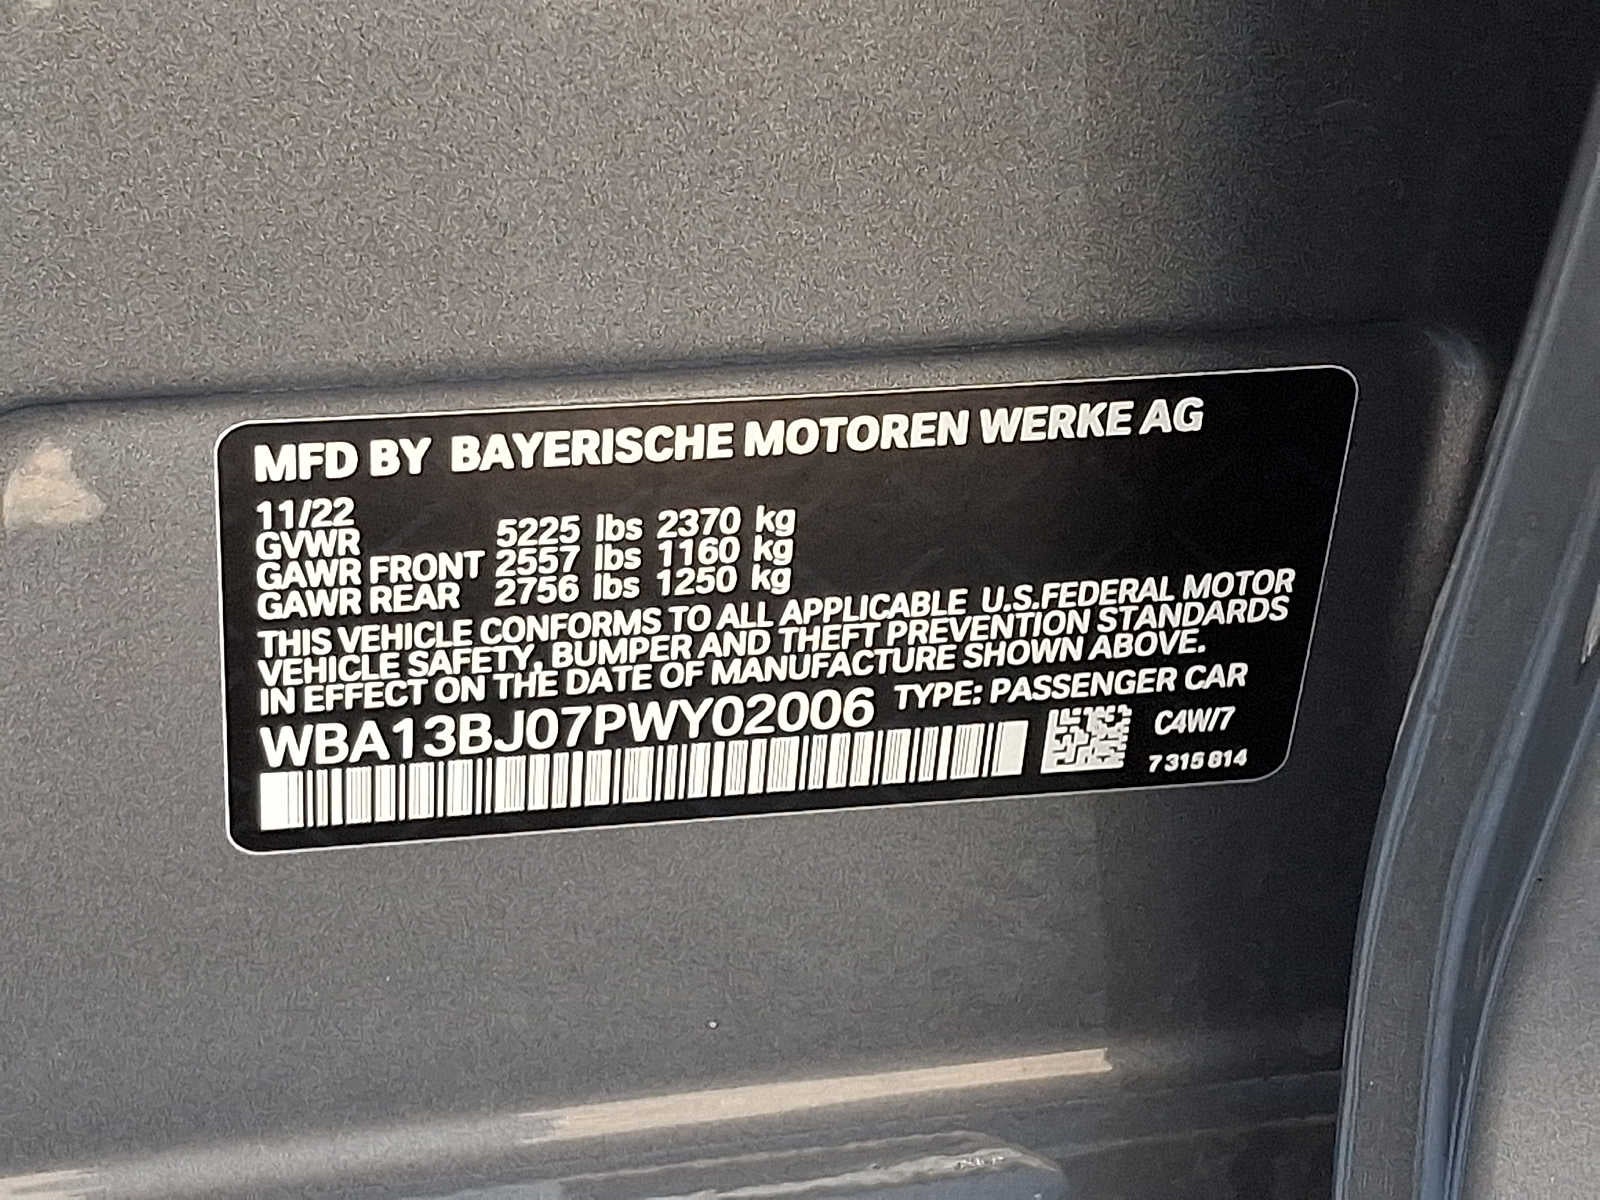 MFD BY BAYERISCHE MOTOREN WERKE AG
11/22
GVWR 5225 lbs 2370 kg
GAWR FRONT 2557 lbs 1160 kg
GAWR REAR 2756 lbs 1250 kg
THIS VEHICLE CONFORMS TO ALL APPLICABLE U.S.FEDERAL MOTOR
VEHICLE SAFETY, BUMPER AND THEFT PREVENTION STANDARDS
IN EFFECT ON THE DATE OF MANUFACTURE SHOWN ABOVE.
WBA13BJ07PWY02006 TYPE: PASSENGER CAR
C4W/7
7 315 814